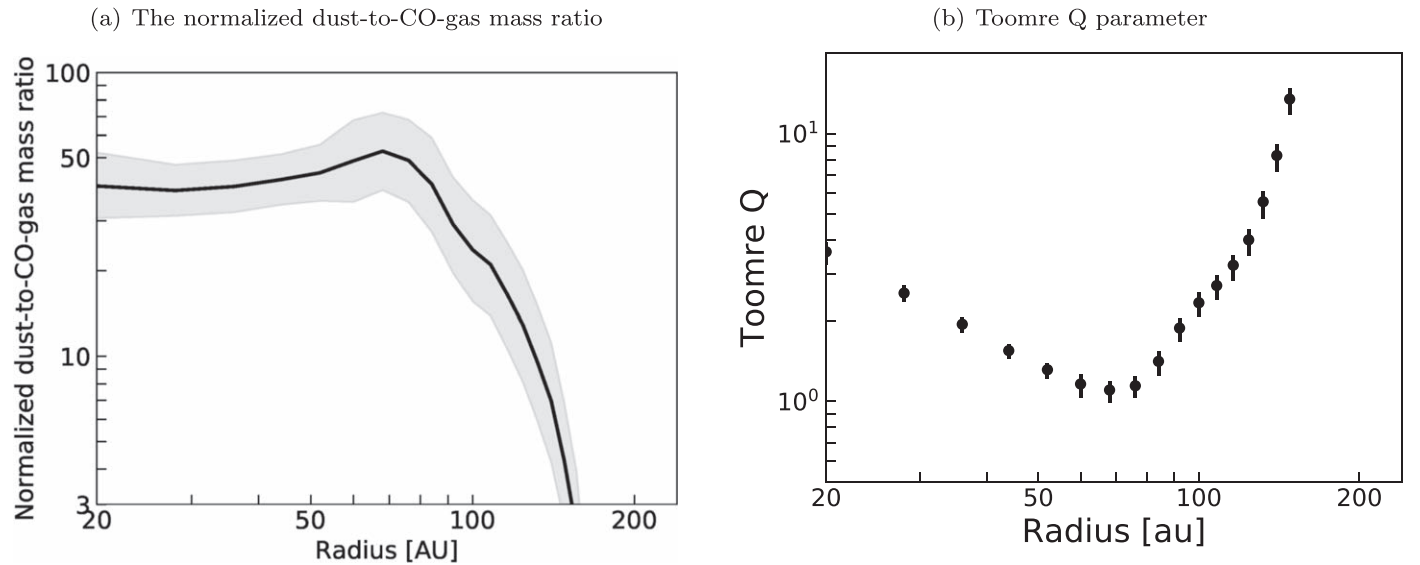 (a) The normalized dust-to-CO-gas mass ratio
Normalized dust-to-CO-gas mass ratio
100
50
10
3
20
50
100
200
Radius [AU]
(b) Toomre Q parameter
Toomre Q
10¹
10⁰
20
50
100
200
Radius [au]